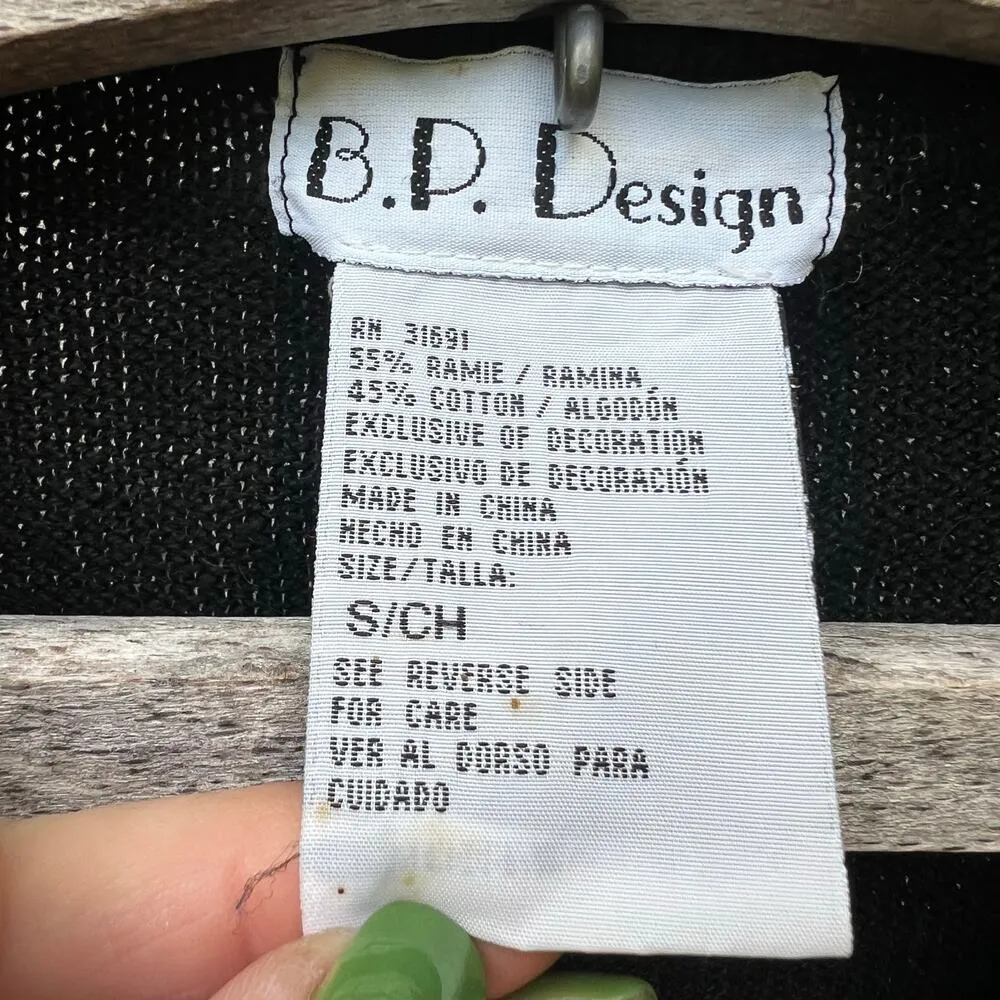 B.P. Design
RN 31691
55% RAMIE / RAMINA
45% COTTON / ALGODÓN
EXCLUSIVE OF DECORATION
EXCLUSIVO DE DECORACIÓN
MADE IN CHINA
HECHO EN CHINA
SIZE/TALLA:
S/CH
SEE REVERSE SIDE
FOR CARE
VER AL DORSO PARA
CUIDADO